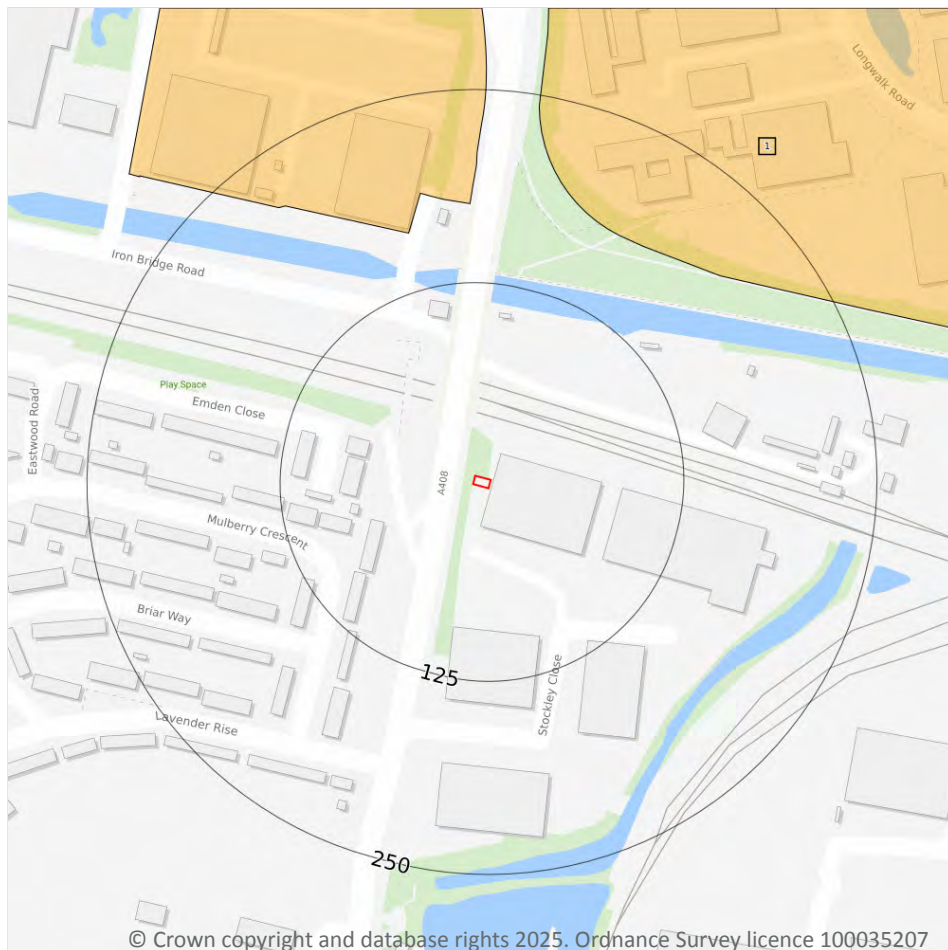 Longwalk Road
1
Iron Bridge Road
Play Space
Emden Close
Eastwood Road
A408
Mulberry Crescent
Briar Way
125
Stockley Close
Lavender Rise
250
© Crown copyright and database rights 2025. Ordnance Survey licence 100035207